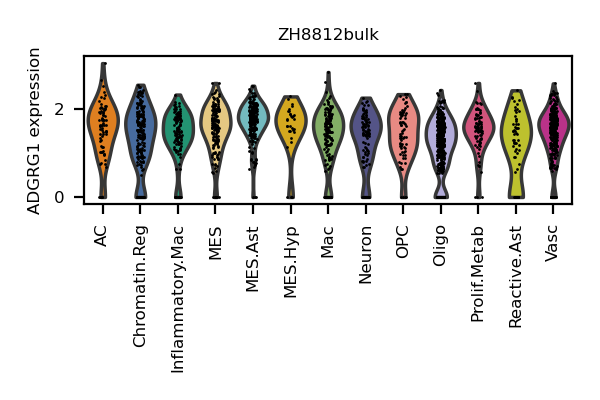 ZH8812bulk
ADGRG1 expression
2
0
AC
Chromatin.Reg
Inflammatory.Mac
MES
MES.Ast
MES.Hyp
Mac
Neuron
OPC
Oligo
Prolif.Metab
Reactive.Ast
Vasc